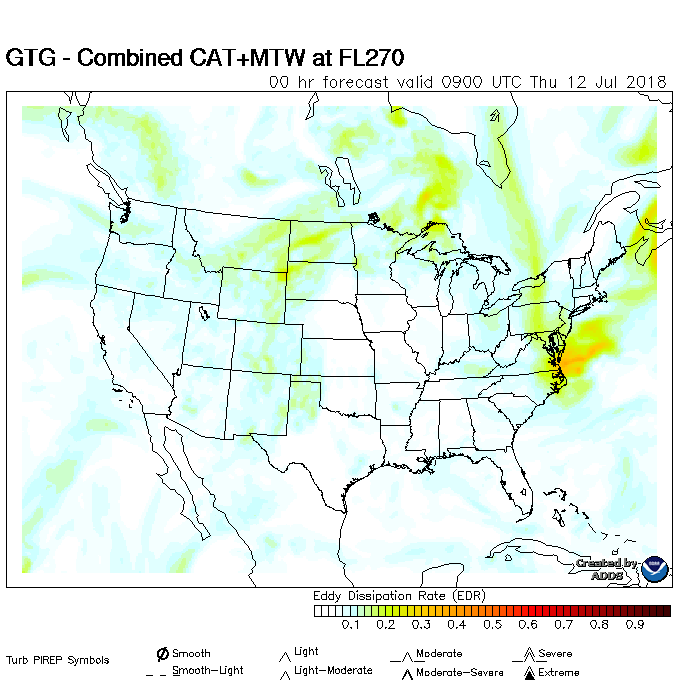 GTG - Combined CAT+MTW at FL270
00 hr forecast valid 0900 UTC Thu 12 Jul 2018
Created by
ADDS
Eddy Dissipation Rate (EDR)
0.1 0.2 0.3 0.4 0.5 0.6 0.7 0.8 0.9
Turb PIREP Symbols
Smooth Light Moderate Severe
Smooth-Light Light-Moderate Moderate-Severe Extreme